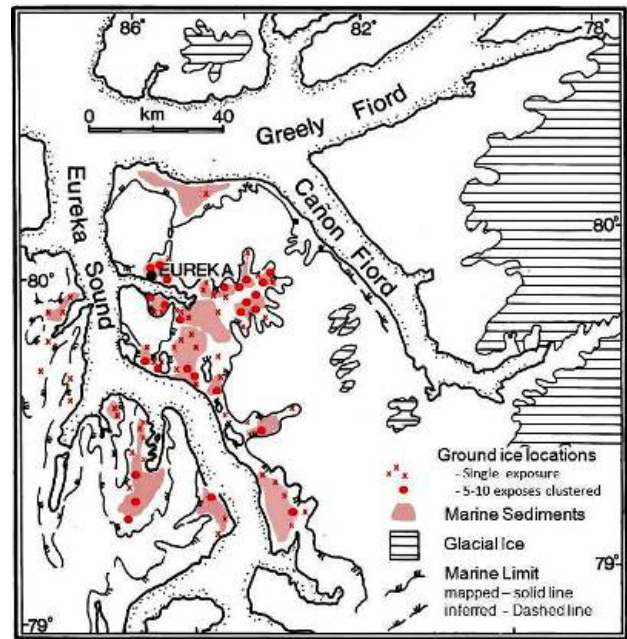 86°
82°
78°
km
0 20 40
Greely Fiord
Cañon Fiord
Eureka Sound
EUREKA
80°
80°
79°
79°
Ground ice locations
- Single exposure
- 5-10 exposes clustered
Marine Sediments
Glacial Ice
Marine Limit
mapped – solid line
inferred - Dashed line